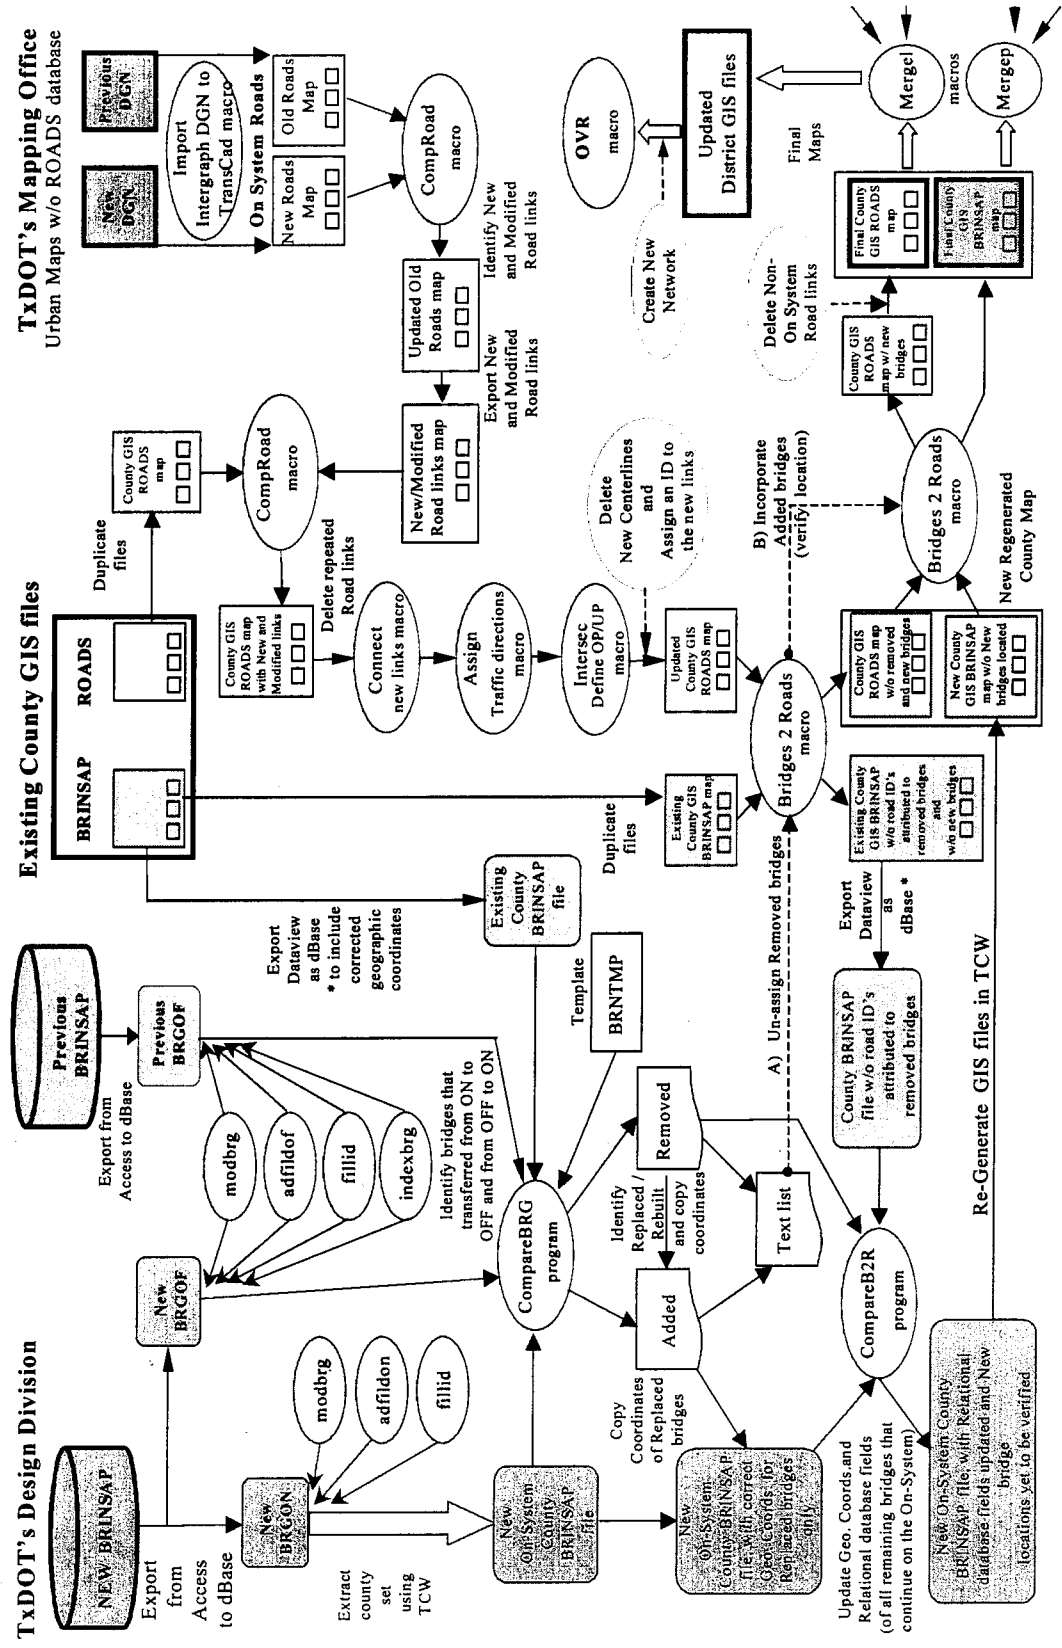 TxDOT's Design Division
NEW BRINSAP
Export
from
Access
to dBase
New
BRGON
Extract
county
set
using
TCW
modbrg
adfildon
fillid
New
On-System
County
BRINSAP
file
New
On-System
County BRINSAP
file, with correct
Geo-Coords for
Replaced bridges
only
Update Geo. Coords. and
Relational database fields
(of all remaining bridges that
continue on the On-System)
New On-System County
BRINSAP file, with Relational
database fields updated and New
bridge
locations yet to be verified
New
BRGOF
Previous
BRINSAP
Export from
Access to dBase
Previous
BRGOF
modbrg
adfildof
fillid
indexbrg
Identify bridges that
transferred from ON to
OFF and from OFF to ON
CompareBRG
program
Template
BRNTMP
Added
Removed
Identify
Replaced /
Rebuilt
and copy
coordinates
Copy
Coordinates
of Replaced
bridges
Text list
CompareB2R
program
A) Un-assign Removed bridges
County BRINSAP
file w/o road ID's
attributed to
removed bridges
Re-Generate GIS files in TCW
Existing County GIS files
BRINSAP
ROADS
Export
Dataview
as dBase
* to include
corrected
geographic
coordinates
Existing
County
BRINSAP
file
Duplicate
files
Existing
County GIS
BRINSAP map
Duplicate
files
County GIS
ROADS
map
CompRoad
macro
Delete repeated
Road links
County GIS
ROADS map
with New and
Modified links
Connect
new links macro
Assign
Traffic directions
macro
Intersec
Define OP/UP
macro
Delete
New Centerlines
and
Assign an ID to
the new links
Updated
County GIS
ROADS map
Bridges 2 Roads
macro
B) Incorporate
Added bridges
(verify location)
Existing County
GIS BRINSAP
w/o road ID's
attributed to
removed bridges
and
w/o new bridges
Export
Dataview
as
dBase *
County GIS
ROADS map
w/o removed
and new bridges
New County
GIS BRINSAP
map w/o New
bridges located
New Regenerated
County Map
Bridges 2 Roads
macro
TxDOT's Mapping Office
Urban Maps w/o ROADS database
New
DGN
Previous
DGN
Import
Intergraph DGN to
TransCad macro
On System Roads
New Roads
Map
Old Roads
Map
CompRoad
macro
Identify New
and Modified
Road links
Updated Old
Roads map
Export New
and Modified
Road links
New/Modified
Road links map
County GIS
ROADS
map w/ new
bridges
Delete Non-
On System
Road links
Final County
GIS ROADS
map
Final County
GIS
BRINSAP
map
Final
Maps
Mergel
macros
Mergep
Updated
District GIS files
Create New
Network
OVR
macro